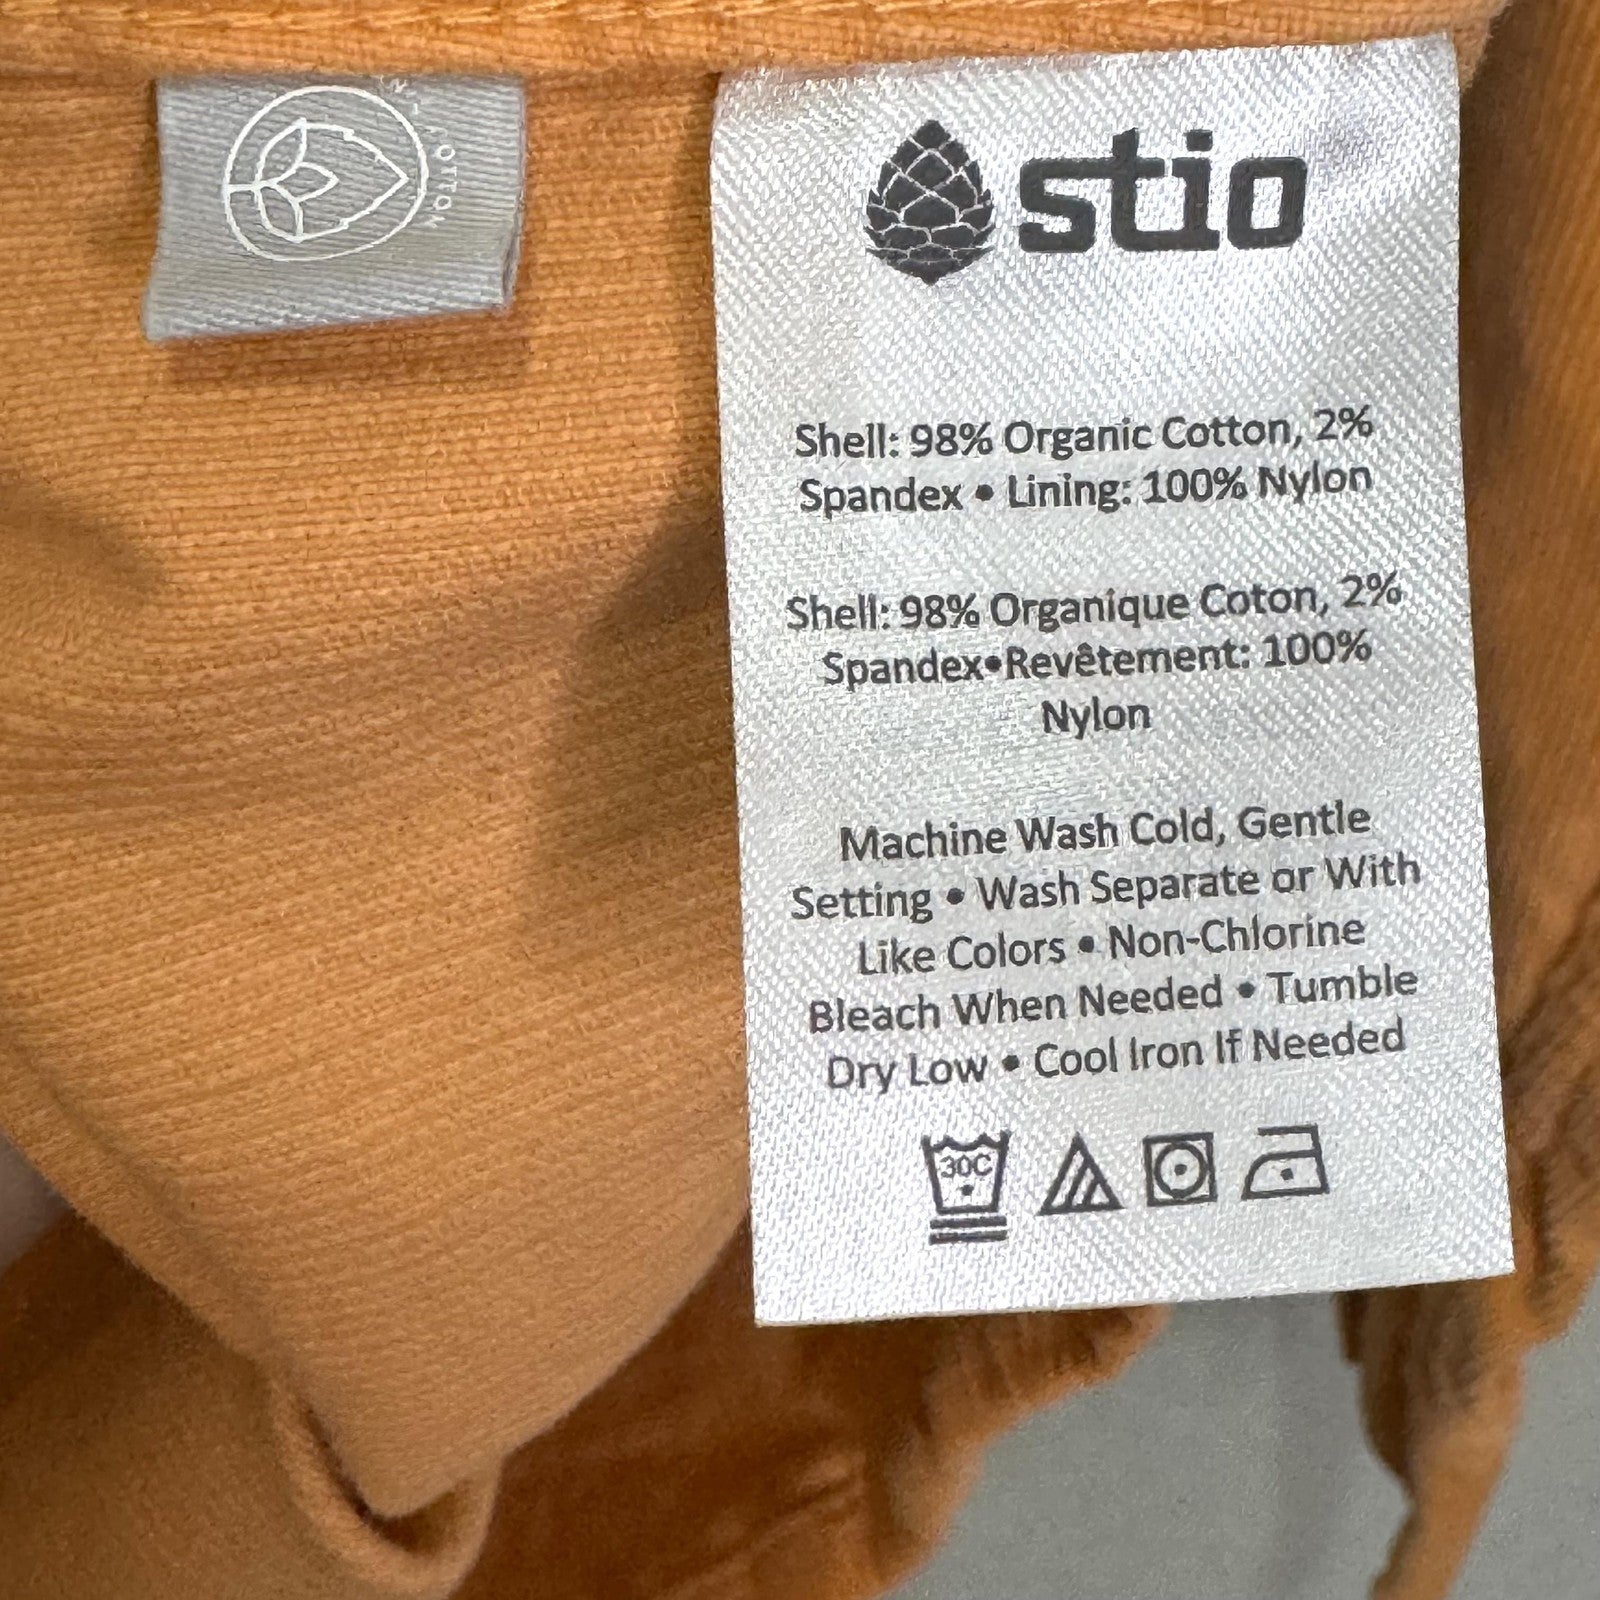 COTTON
stio
Shell: 98% Organic Cotton, 2%
Spandex • Lining: 100% Nylon
Shell: 98% Organique Coton, 2%
Spandex•Revêtement: 100%
Nylon
Machine Wash Cold, Gentle
Setting • Wash Separate or With
Like Colors • Non-Chlorine
Bleach When Needed • Tumble
Dry Low • Cool Iron If Needed
30C